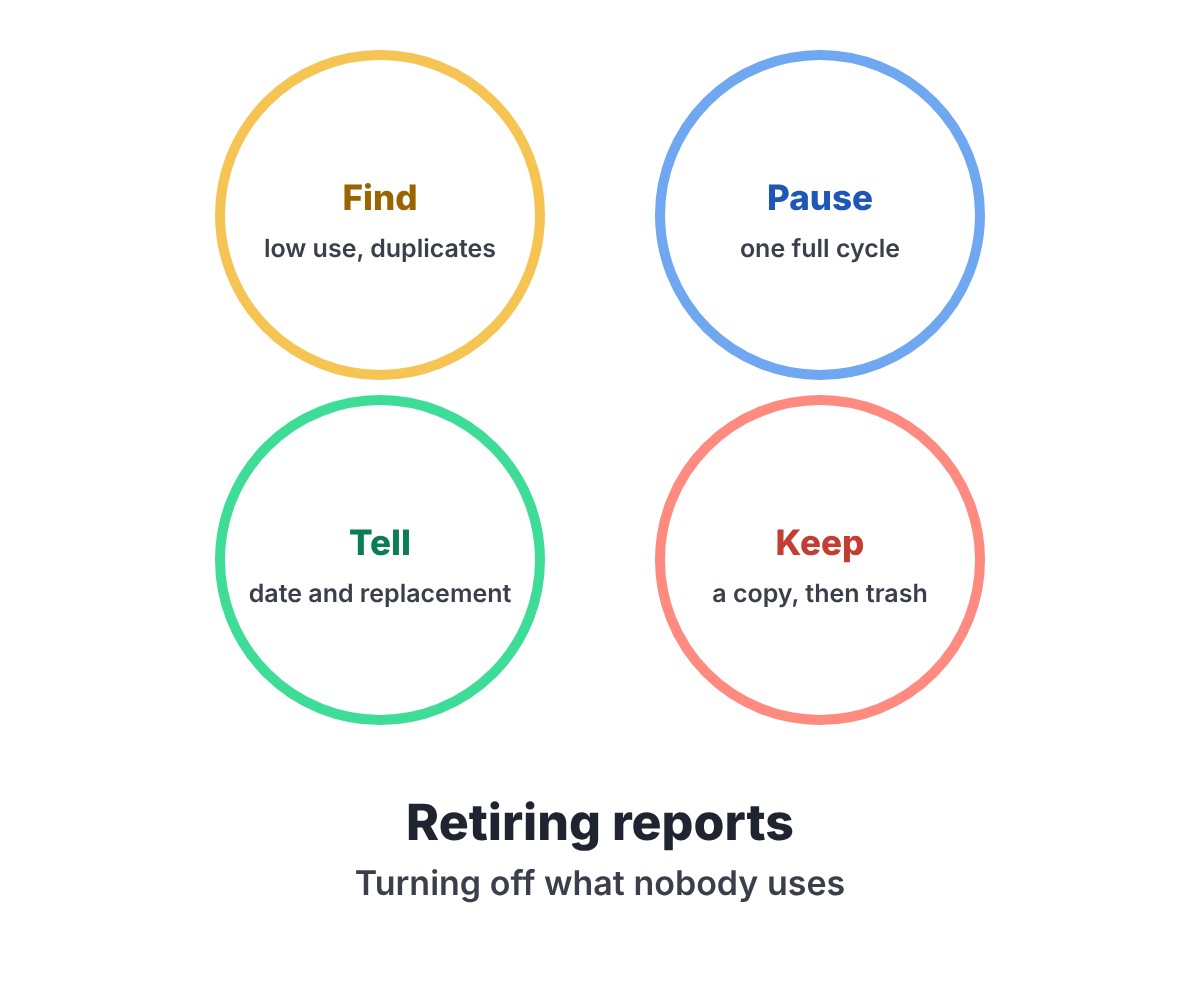 Find
low use, duplicates
Pause
one full cycle
Tell
date and replacement
Keep
a copy, then trash
Retiring reports
Turning off what nobody uses